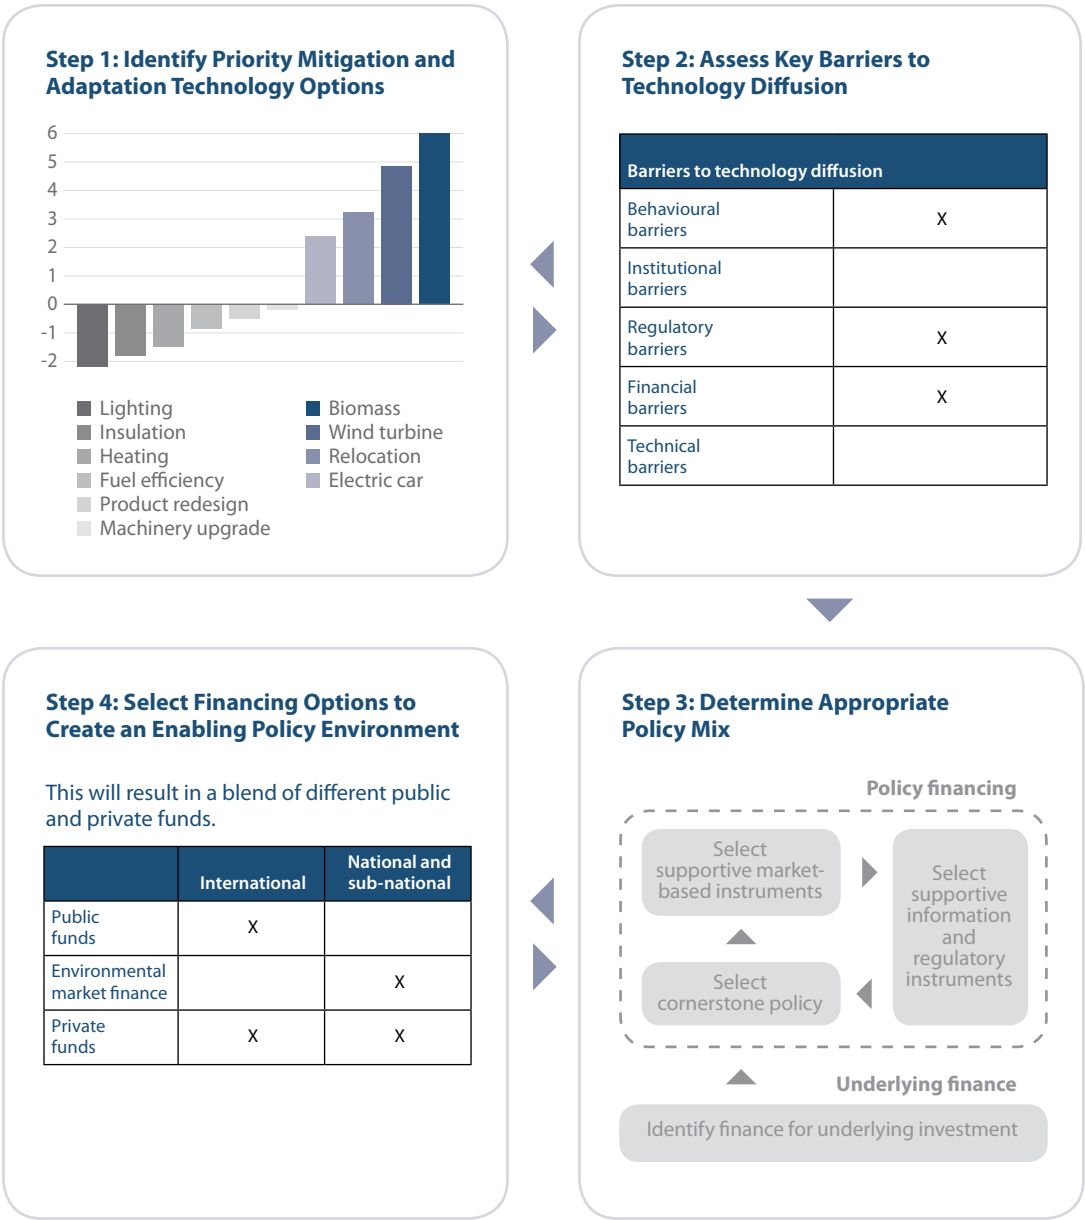 Step 1: Identify Priority Mitigation and
Adaptation Technology Options
6
5
4
3
2
1
0
-1
-2
Lighting
Insulation
Heating
Fuel efficiency
Product redesign
Machinery upgrade
Biomass
Wind turbine
Relocation
Electric car
Step 2: Assess Key Barriers to
Technology Diffusion
Barriers to technology diffusion
Behavioural
barriers
X
Institutional
barriers
Regulatory
barriers
X
Financial
barriers
X
Technical
barriers
Step 4: Select Financing Options to
Create an Enabling Policy Environment
This will result in a blend of different public
and private funds.
International
National and
sub-national
Public
funds
X
Environmental
market finance
X
Private
funds
X
X
Step 3: Determine Appropriate
Policy Mix
Policy financing
Select
supportive market-
based instruments
Select
supportive
information
and
regulatory
instruments
Select
cornerstone policy
Underlying finance
Identify finance for underlying investment